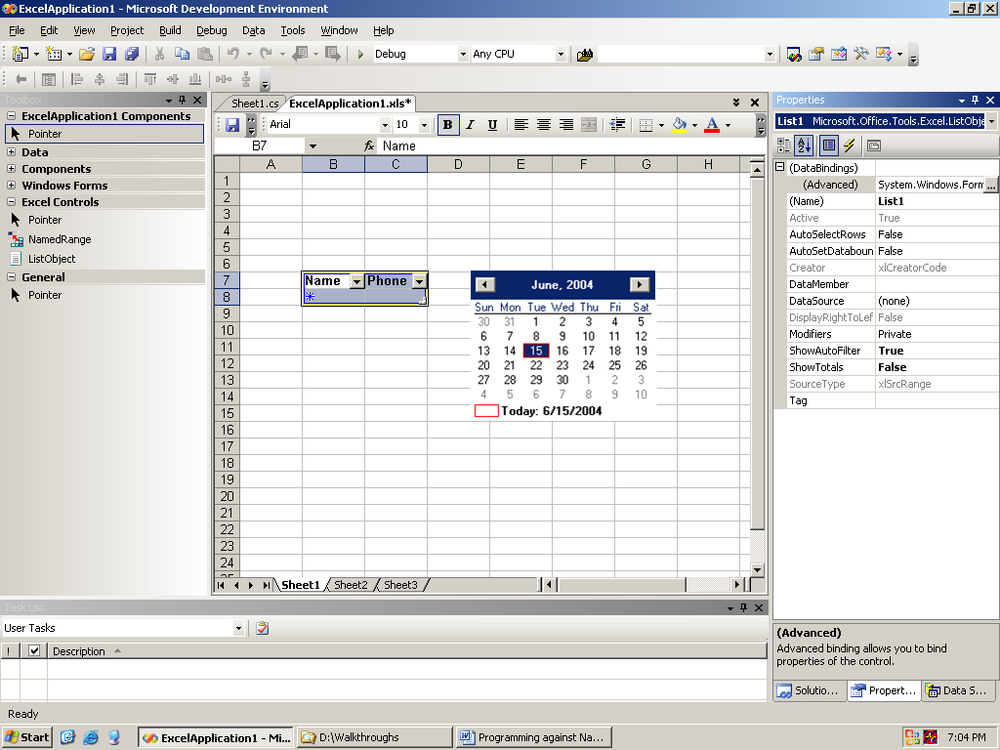 ExcelApplication1 - Microsoft Development Environment
File Edit View Project Build Debug Data Tools Window Help
Debug Any CPU
Toolbox
ExcelApplication1 Components
Pointer
Data
Components
Windows Forms
Excel Controls
Pointer
NamedRange
ListObject
General
Pointer
Sheet1.cs ExcelApplication1.xls*
Arial 10 B I U A
B7 fx Name
A B C D E F G H
1
2
3
4
5
6
7
8
9
10
11
12
13
14
15
16
17
18
19
20
21
22
23
24
25
Name Phone
*
June, 2004
Sun Mon Tue Wed Thu Fri Sat
30 31 1 2 3 4 5
6 7 8 9 10 11 12
13 14 15 16 17 18 19
20 21 22 23 24 25 26
27 28 29 30 1 2 3
4 5 6 7 8 9 10
Today: 6/15/2004
Sheet1 Sheet2 Sheet3
Properties
List1 Microsoft.Office.Tools.Excel.ListObje
(DataBindings)
(Advanced) System.Windows.Form ...
(Name) List1
Active True
AutoSelectRows False
AutoSetDataboun False
Creator xlCreatorCode
DataMember
DataSource (none)
DisplayRightToLef False
Modifiers Private
ShowAutoFilter True
ShowTotals False
SourceType xlSrcRange
Tag
(Advanced)
Advanced binding allows you to bind
properties of the control.
Solutio... Propert... Data S...
Task List
User Tasks
! Description
Ready
Start ExcelApplication1 - Mi... D:\Walkthroughs Programming against Na... 7:04 PM